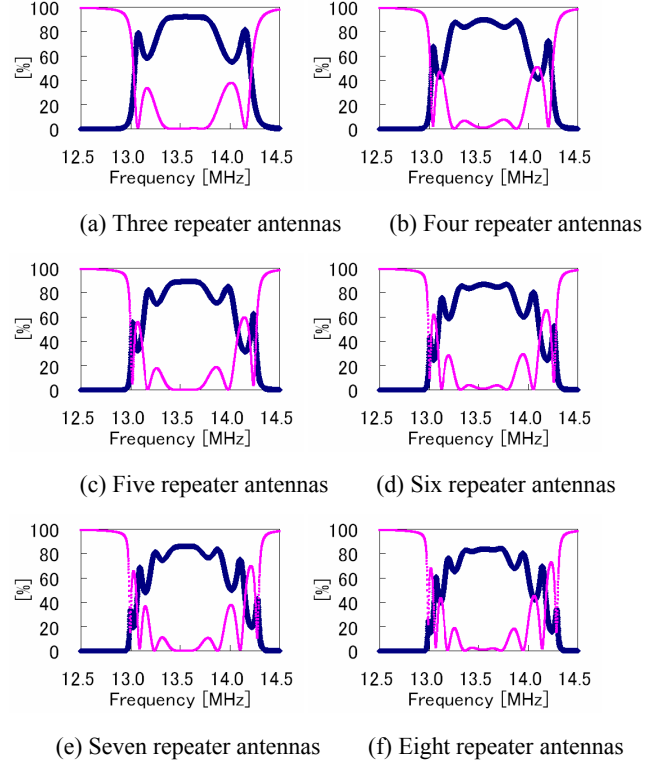 100
80
60
40
20
0
[%]
12.5 13.0 13.5 14.0 14.5
Frequency [MHz]
(a) Three repeater antennas
100
80
60
40
20
0
[%]
12.5 13.0 13.5 14.0 14.5
Frequency [MHz]
(b) Four repeater antennas
100
80
60
40
20
0
[%]
12.5 13.0 13.5 14.0 14.5
Frequency [MHz]
(c) Five repeater antennas
100
80
60
40
20
0
[%]
12.5 13.0 13.5 14.0 14.5
Frequency [MHz]
(d) Six repeater antennas
100
80
60
40
20
0
[%]
12.5 13.0 13.5 14.0 14.5
Frequency [MHz]
(e) Seven repeater antennas
100
80
60
40
20
0
[%]
12.5 13.0 13.5 14.0 14.5
Frequency [MHz]
(f) Eight repeater antennas